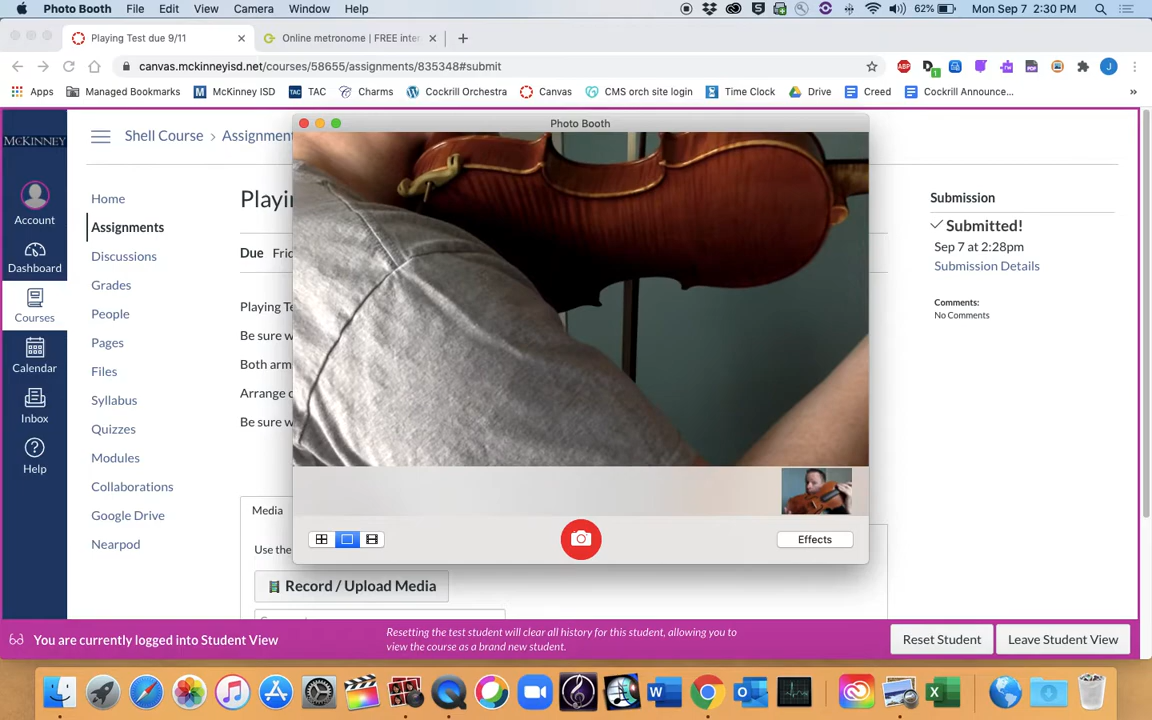 Photo Booth File Edit View Camera Window Help 62% Mon Sep 7 2:30 PM
Playing Test due 9/11 Online metronome | FREE inter
canvas.mckinneyisd.net/courses/58655/assignments/835348#submit
Apps Managed Bookmarks McKinney ISD TAC Charms Cockrill Orchestra Canvas CMS orch site login Time Clock Drive Creed Cockrill Announce... »
Photo Booth
McKINNEY
Shell Course > Assignment
Account
Dashboard
Courses
Calendar
Inbox
Help
Home
Assignments
Discussions
Grades
People
Pages
Files
Syllabus
Quizzes
Modules
Collaborations
Google Drive
Nearpod
Playin
Due Frid
Playing Te
Be sure w
Both arm
Arrange c
Be sure w
Media
Use the
Record / Upload Media
Effects
Submission
Submitted!
Sep 7 at 2:28pm
Submission Details
Comments:
No Comments
You are currently logged into Student View
Resetting the test student will clear all history for this student, allowing you to
view the course as a brand new student.
Reset Student
Leave Student View